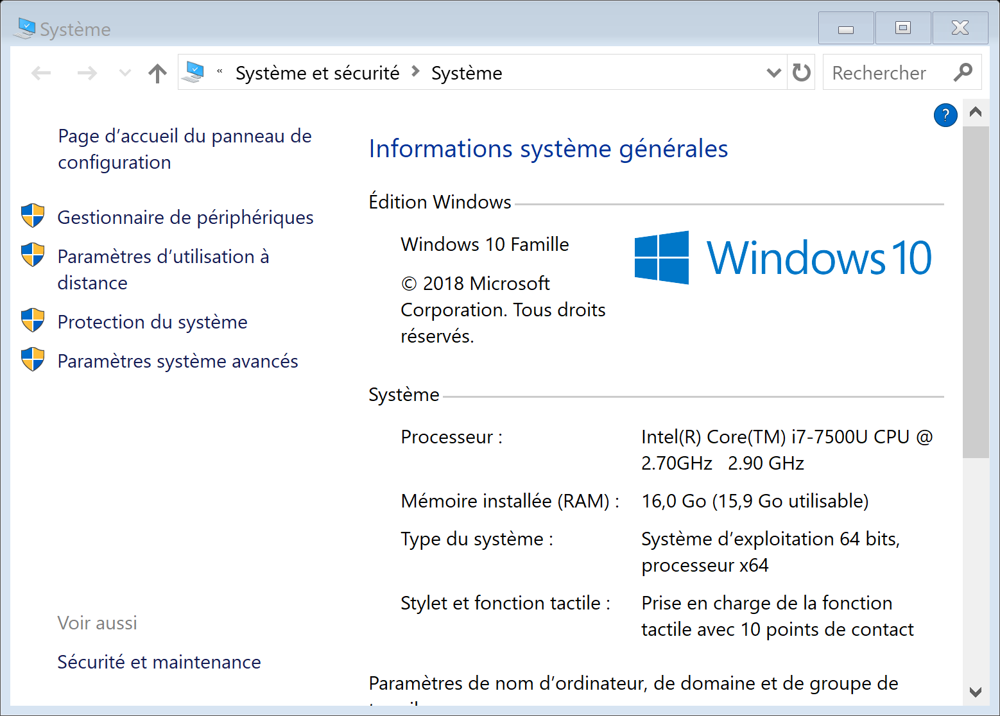 Système
« Système et sécurité > Système
Rechercher
?
Page d’accueil du panneau de
configuration
Gestionnaire de périphériques
Paramètres d’utilisation à
distance
Protection du système
Paramètres système avancés
Voir aussi
Sécurité et maintenance
Informations système générales
Édition Windows
Windows 10 Famille
© 2018 Microsoft
Corporation. Tous droits
réservés.
Windows 10
Système
Processeur :
Intel(R) Core(TM) i7-7500U CPU @
2.70GHz 2.90 GHz
Mémoire installée (RAM) :
16,0 Go (15,9 Go utilisable)
Type du système :
Système d’exploitation 64 bits,
processeur x64
Stylet et fonction tactile :
Prise en charge de la fonction
tactile avec 10 points de contact
Paramètres de nom d’ordinateur, de domaine et de groupe de